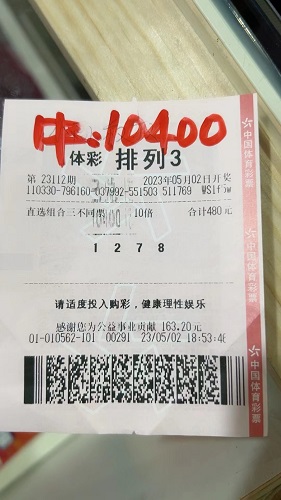 中:10400
体彩 排列3
第 23112期 2023年05月02日开奖
110330-796160-037992-551503 511769 WSlfjw
直选组合三不同票 10倍 合计480元
10400
1 2 7 8
请适度投入购彩，健康理性娱乐
感谢您为公益事业贡献 163.20元
01-010562-101 00291 23/05/02 18:53:46
中国体育彩票
中国体育彩票
中国体育彩票